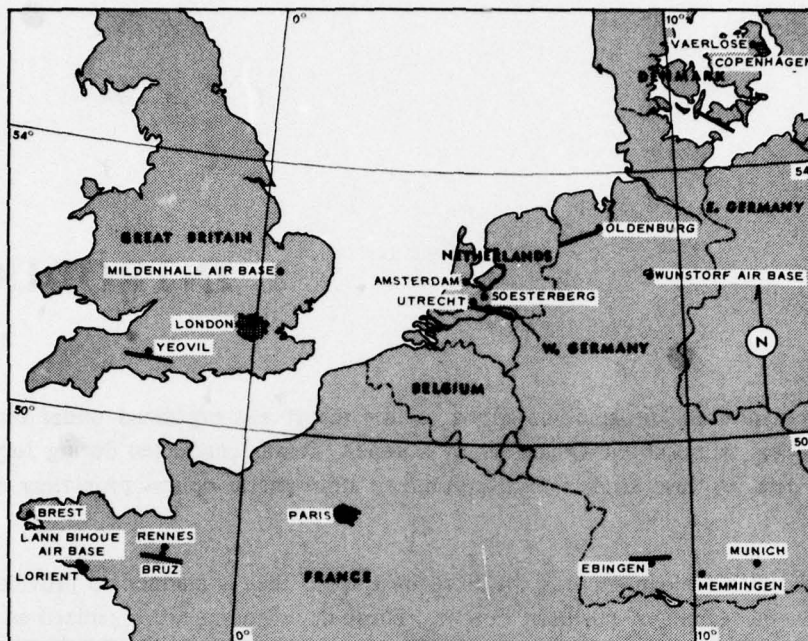 0°
10°
VAERLOSE
COPENHAGEN
DENMARK
54°
54
E. GERMANY
GREAT BRITAIN
OLDENBURG
NETHERLANDS
MILDENHALL AIR BASE
WUNSTORF AIR BASE
AMSTERDAM
SOESTERBERG
UTRECHT
LONDON
N
YEOVIL
W. GERMANY
BELGIUM
50°
50
BREST
PARIS
LANN BIHOUE
AIR BASE
RENNES
MUNICH
LORIENT
BRUZ
EBINGEN
FRANCE
MEMMINGEN
0°
10°